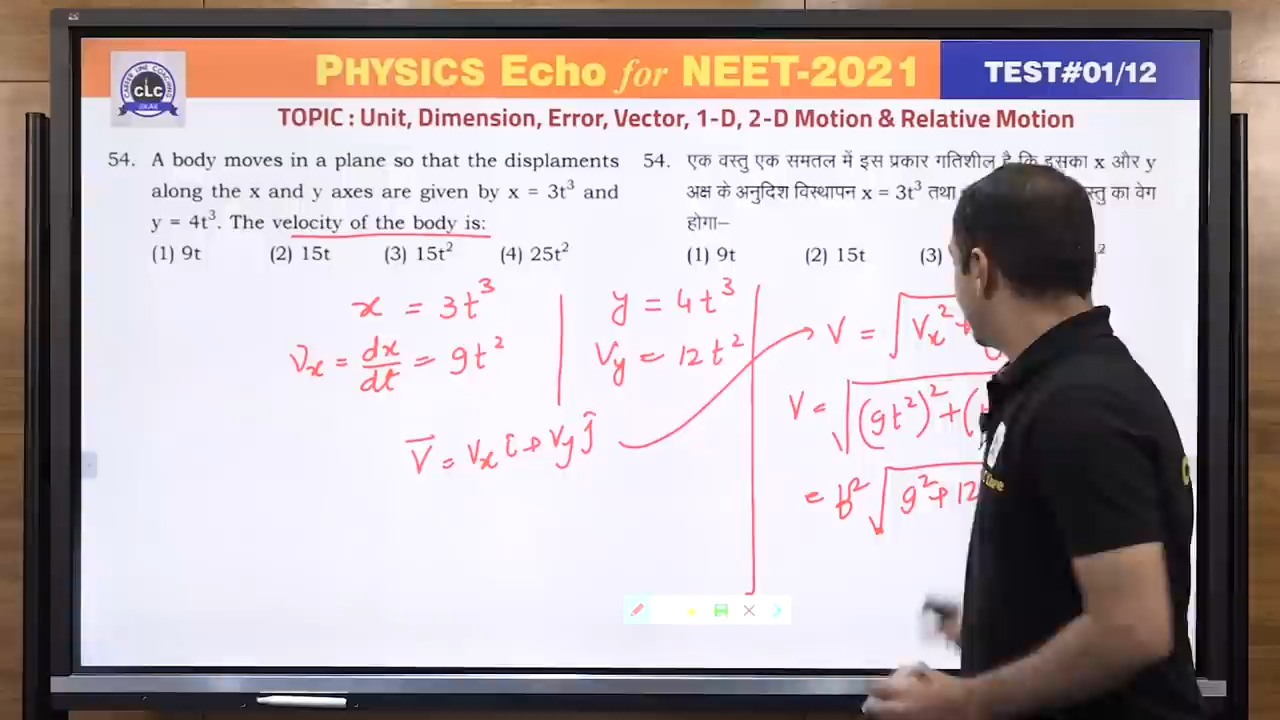 PHYSICS Echo for NEET-2021
TEST#01/12
CLC
TOPIC : Unit, Dimension, Error, Vector, 1-D, 2-D Motion & Relative Motion
54. A body moves in a plane so that the displaments
along the x and y axes are given by x = 3t³ and
y = 4t³. The velocity of the body is:
(1) 9t (2) 15t (3) 15t² (4) 25t²
54. एक वस्तु एक समतल में इस प्रकार गतिशील है कि इसका x और y
अक्ष के अनुदिश विस्थापन x = 3t³ तथा वस्तु का वेग
होगा–
(1) 9t (2) 15t (3)
x = 3t³
vx = dx/dt = 9t²
y = 4t³
Vy = 12t²
V = Vx î + Vy ĵ
V = √Vx² +
V = √(9t²)² + (
= t² √9² + 12